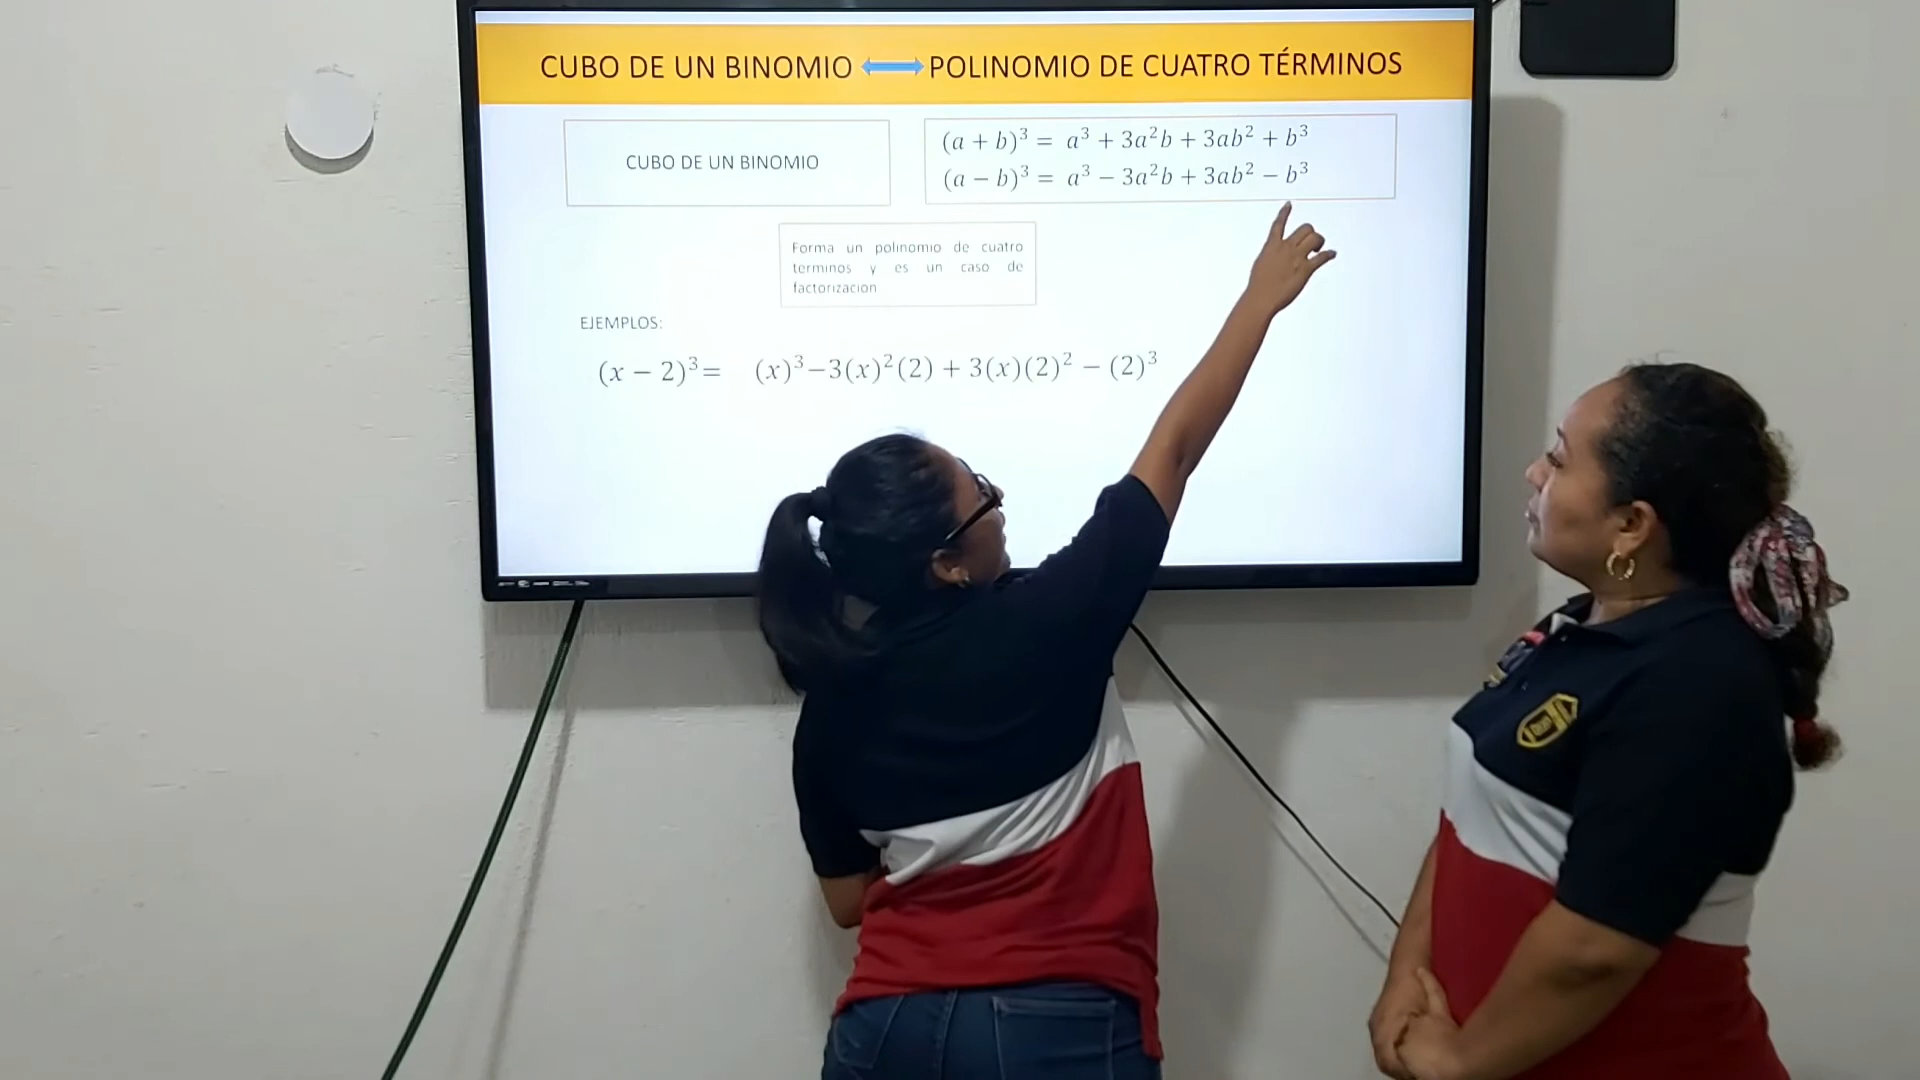 CUBO DE UN BINOMIO ⟷ POLINOMIO DE CUATRO TÉRMINOS
CUBO DE UN BINOMIO
(a + b)³ = a³ + 3a²b + 3ab² + b³
(a − b)³ = a³ − 3a²b + 3ab² − b³
Forma un polinomio de cuatro
terminos y es un caso de
factorizacion
EJEMPLOS:
(x − 2)³= (x)³−3(x)²(2) + 3(x)(2)² − (2)³